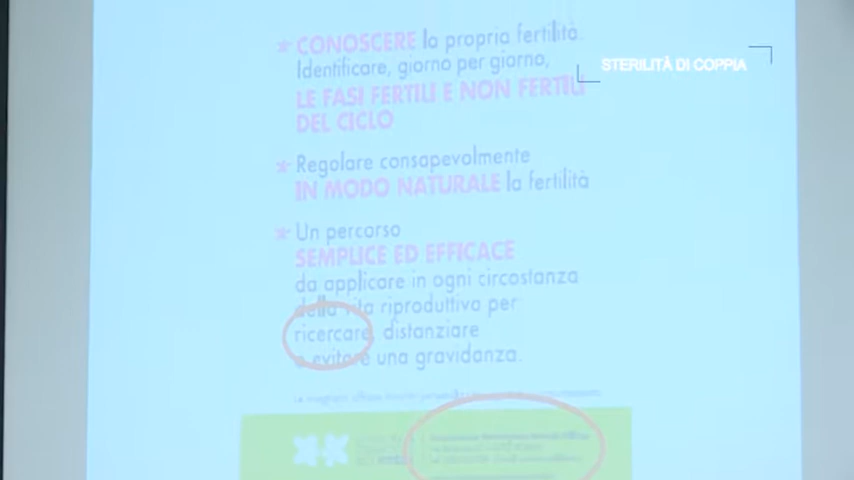 * CONOSCERE la propria fertilità.
Identificare, giorno per giorno,
LE FASI FERTILI E NON FERTILI
DEL CICLO
STERILITÀ DI COPPIA
* Regolare consapevolmente
IN MODO NATURALE la fertilità
* Un percorso
SEMPLICE ED EFFICACE
da applicare in ogni circostanza
della vita riproduttiva per
ricercare, distanziare
o evitare una gravidanza.